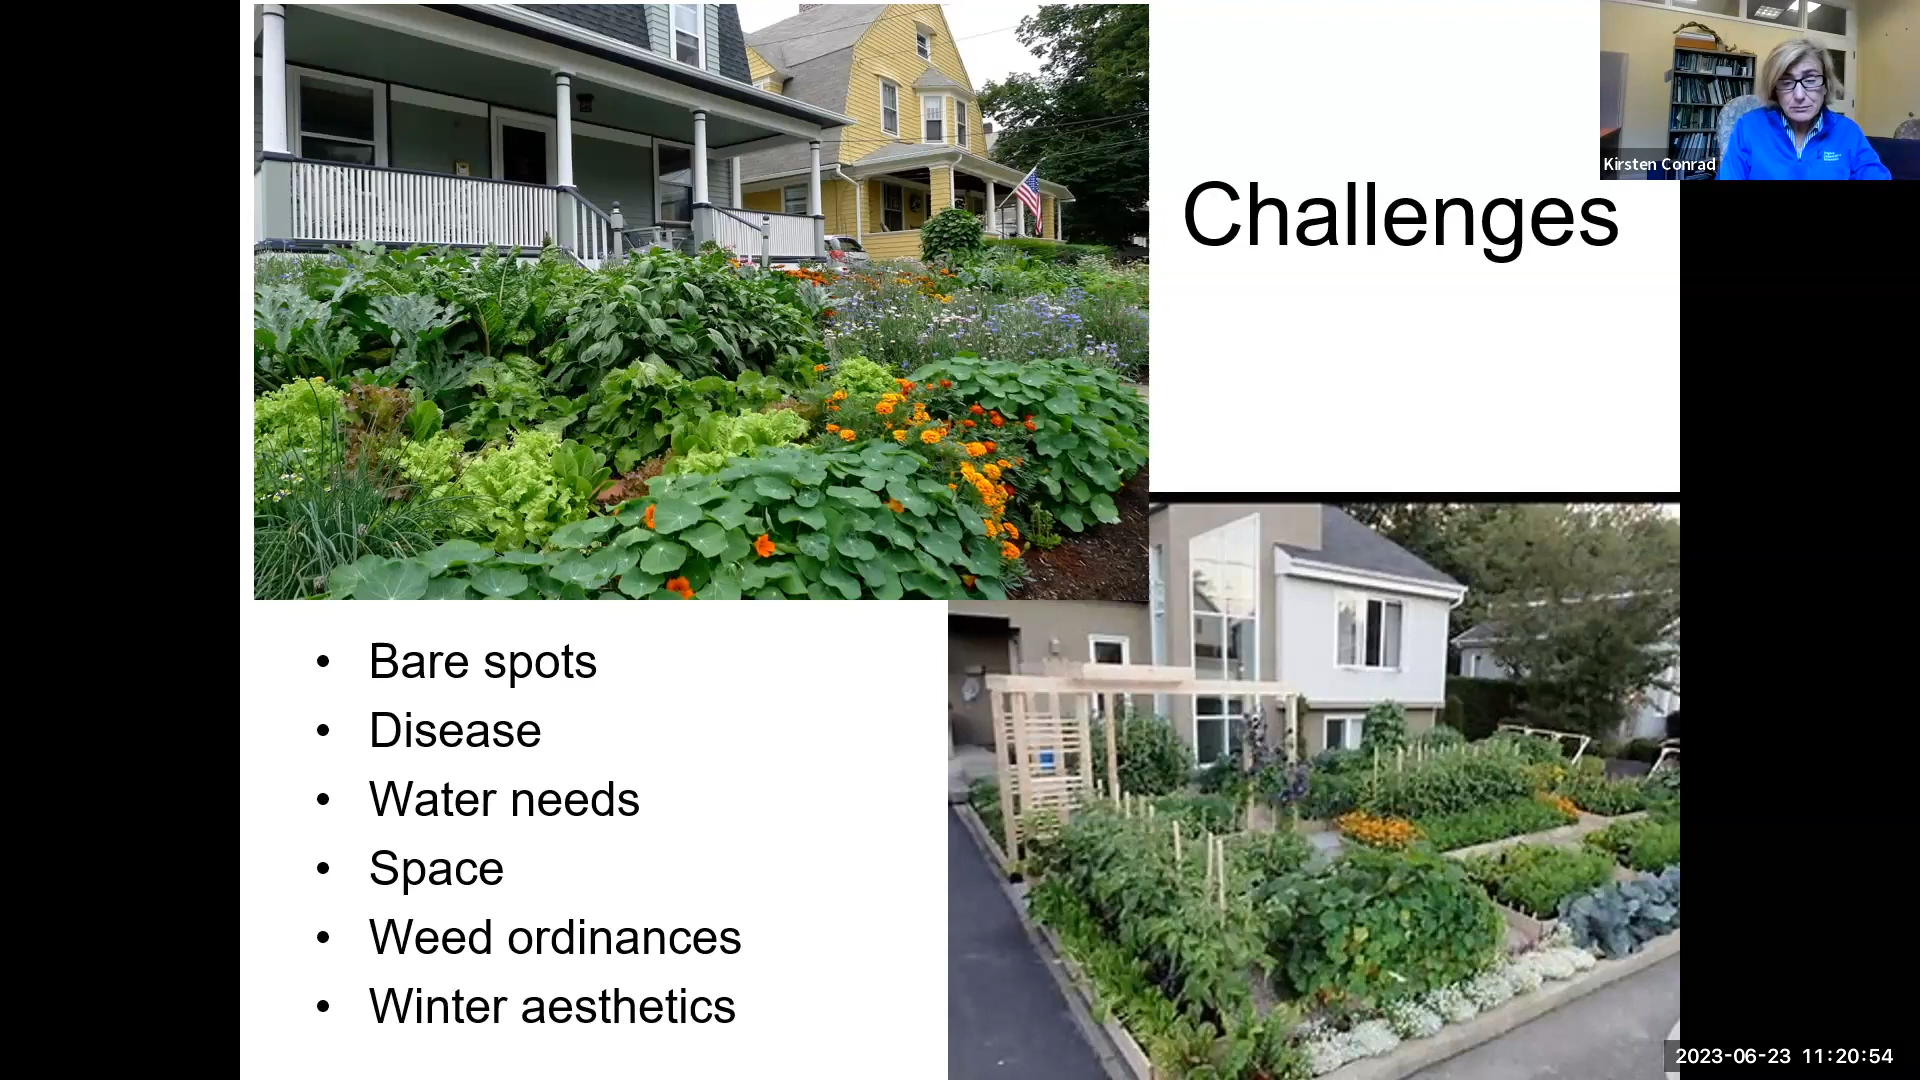 Kirsten Conrad
Challenges
• Bare spots
• Disease
• Water needs
• Space
• Weed ordinances
• Winter aesthetics
2023-06-23 11:20:54